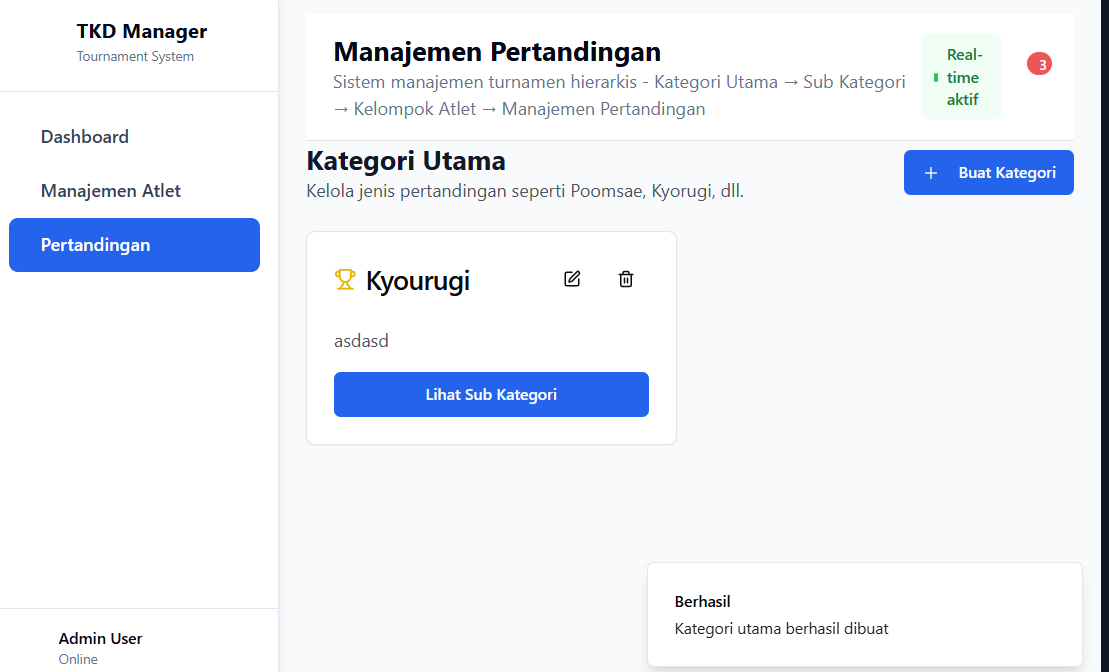 TKD Manager
Tournament System
Dashboard
Manajemen Atlet
Pertandingan
Admin User
Online
Manajemen Pertandingan
Sistem manajemen turnamen hierarkis - Kategori Utama → Sub Kategori
→ Kelompok Atlet → Manajemen Pertandingan
Real-
time
aktif
3
Kategori Utama
Kelola jenis pertandingan seperti Poomsae, Kyorugi, dll.
+ Buat Kategori
Kyourugi
asdasd
Lihat Sub Kategori
Berhasil
Kategori utama berhasil dibuat